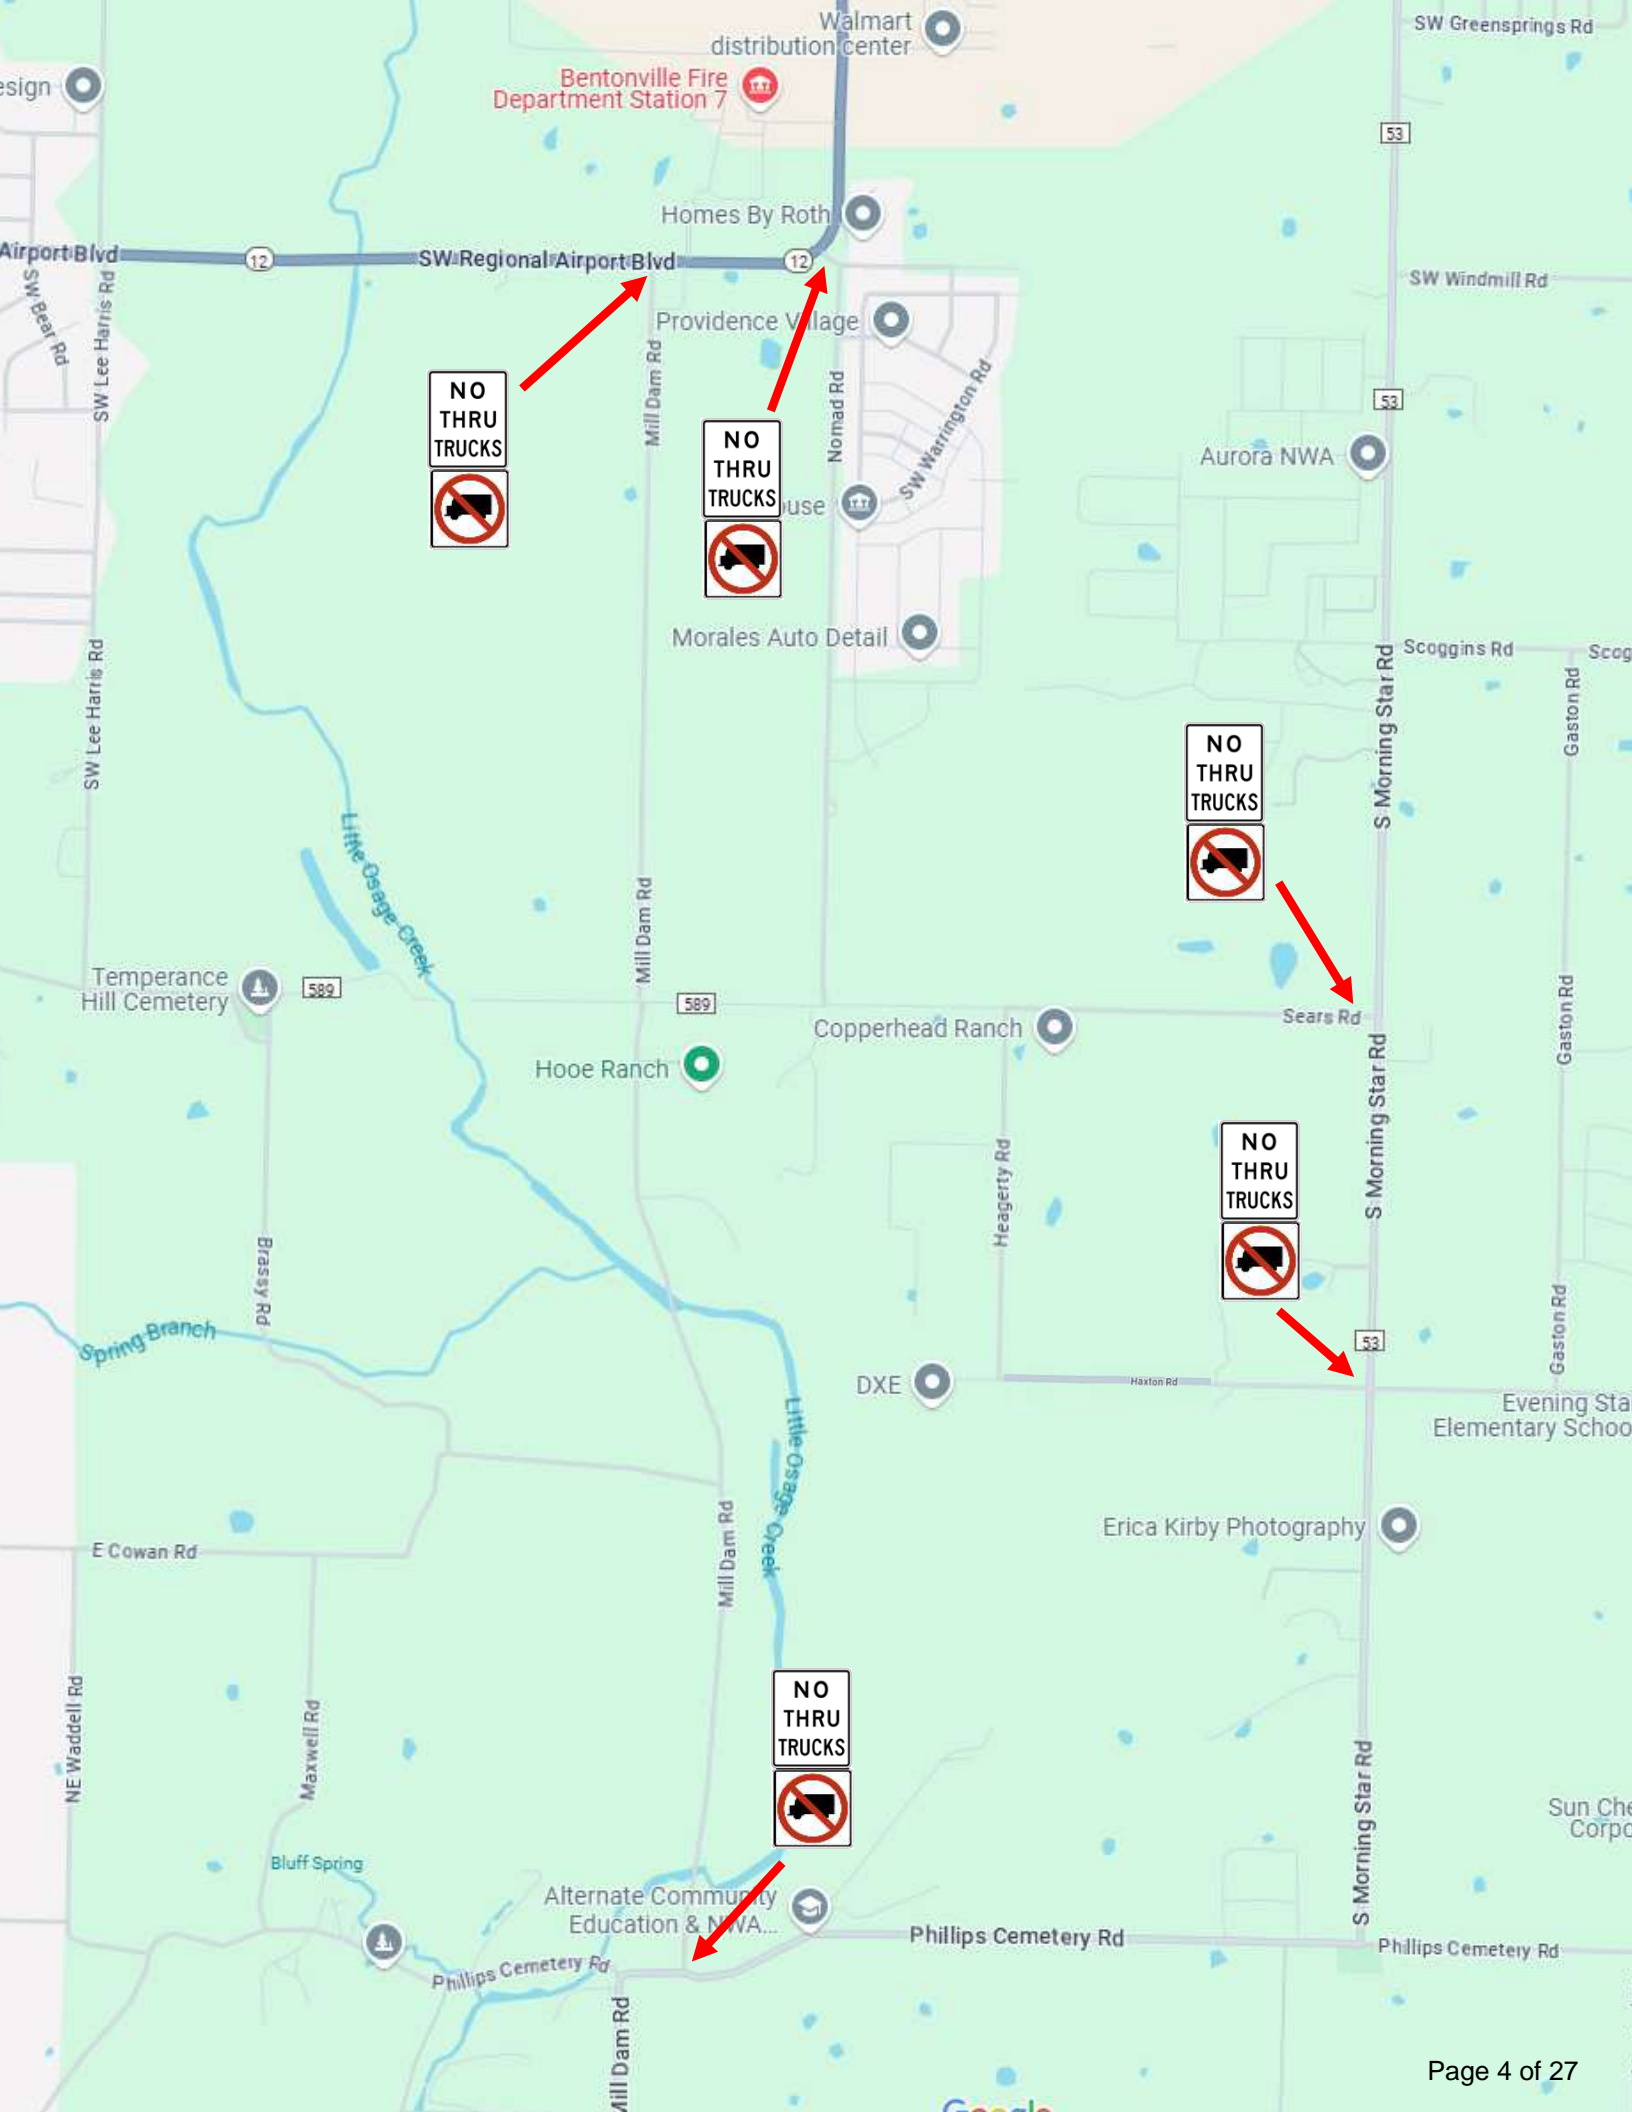 Walmart
distribution center
SW Greensprings Rd
Bentonville Fire
Department Station 7
esign
53
Homes By Roth
Airport Blvd
12
SW Regional Airport Blvd
12
SW Windmill Rd
SW Bear Rd
SW Lee Harris Rd
Providence Village
Mill Dam Rd
Nomad Rd
SW Warrington Rd
53
NO
THRU
TRUCKS
NO
THRU
TRUCKS
Aurora NWA
ouse
Morales Auto Detail
SW Lee Harris Rd
S Morning Star Rd
Scoggins Rd
Scog
Gaston Rd
NO
THRU
TRUCKS
Little Osage Creek
Mill Dam Rd
Temperance
Hill Cemetery
589
589
Sears Rd
Copperhead Ranch
Gaston Rd
Hooe Ranch
S Morning Star Rd
Heagerty Rd
NO
THRU
TRUCKS
Brassy Rd
Spring Branch
53
Gaston Rd
DXE
Haxton Rd
Little Osage Creek
Evening Sta
Elementary Schoo
Mill Dam Rd
Erica Kirby Photography
E Cowan Rd
NE Waddell Rd
Maxwell Rd
NO
THRU
TRUCKS
S Morning Star Rd
Sun Che
Corpo
Bluff Spring
Alternate Community
Education & NWA...
Phillips Cemetery Rd
Phillips Cemetery Rd
Phillips Cemetery Rd
Mill Dam Rd
Page 4 of 27
Google